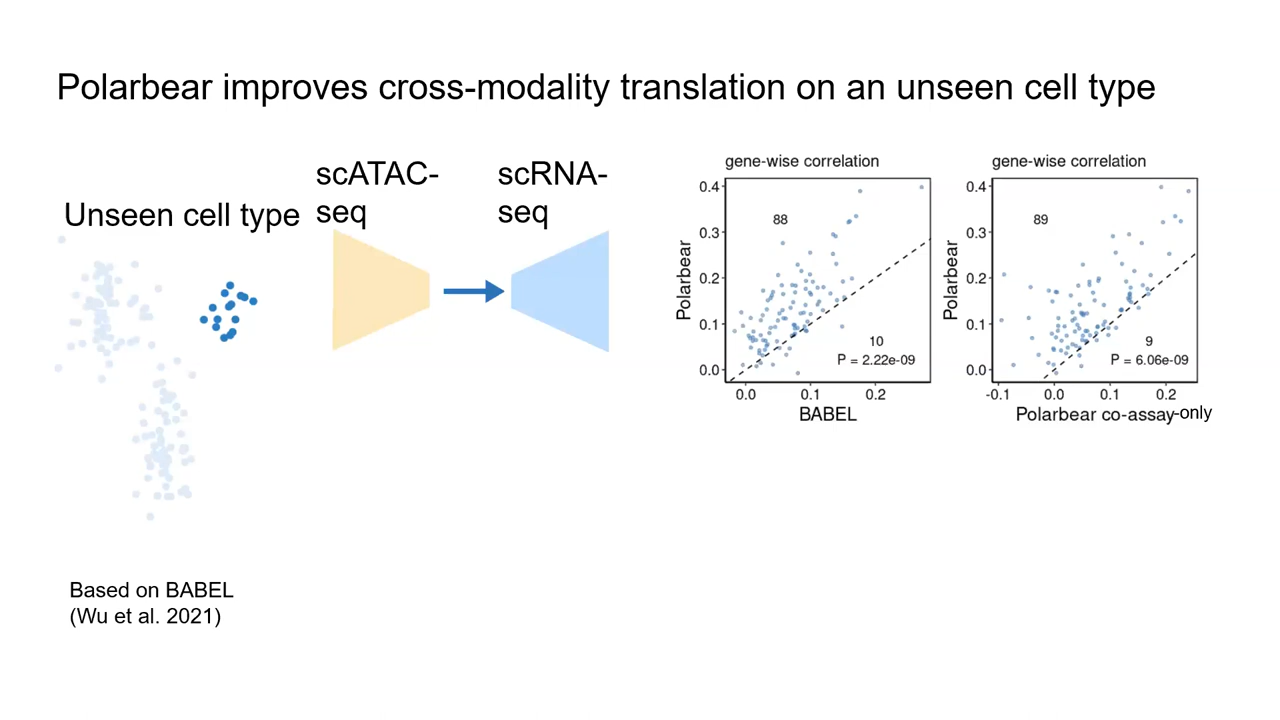 Polarbear improves cross-modality translation on an unseen cell type
Unseen cell type
scATAC-
seq
scRNA-
seq
gene-wise correlation
0.4
0.3
0.2
0.1
0.0
Polarbear
88
10
P = 2.22e-09
0.0
0.1
0.2
BABEL
gene-wise correlation
0.4
0.3
0.2
0.1
0.0
Polarbear
89
9
P = 6.06e-09
-0.1
0.0
0.1
0.2
Polarbear co-assay-only
Based on BABEL
(Wu et al. 2021)